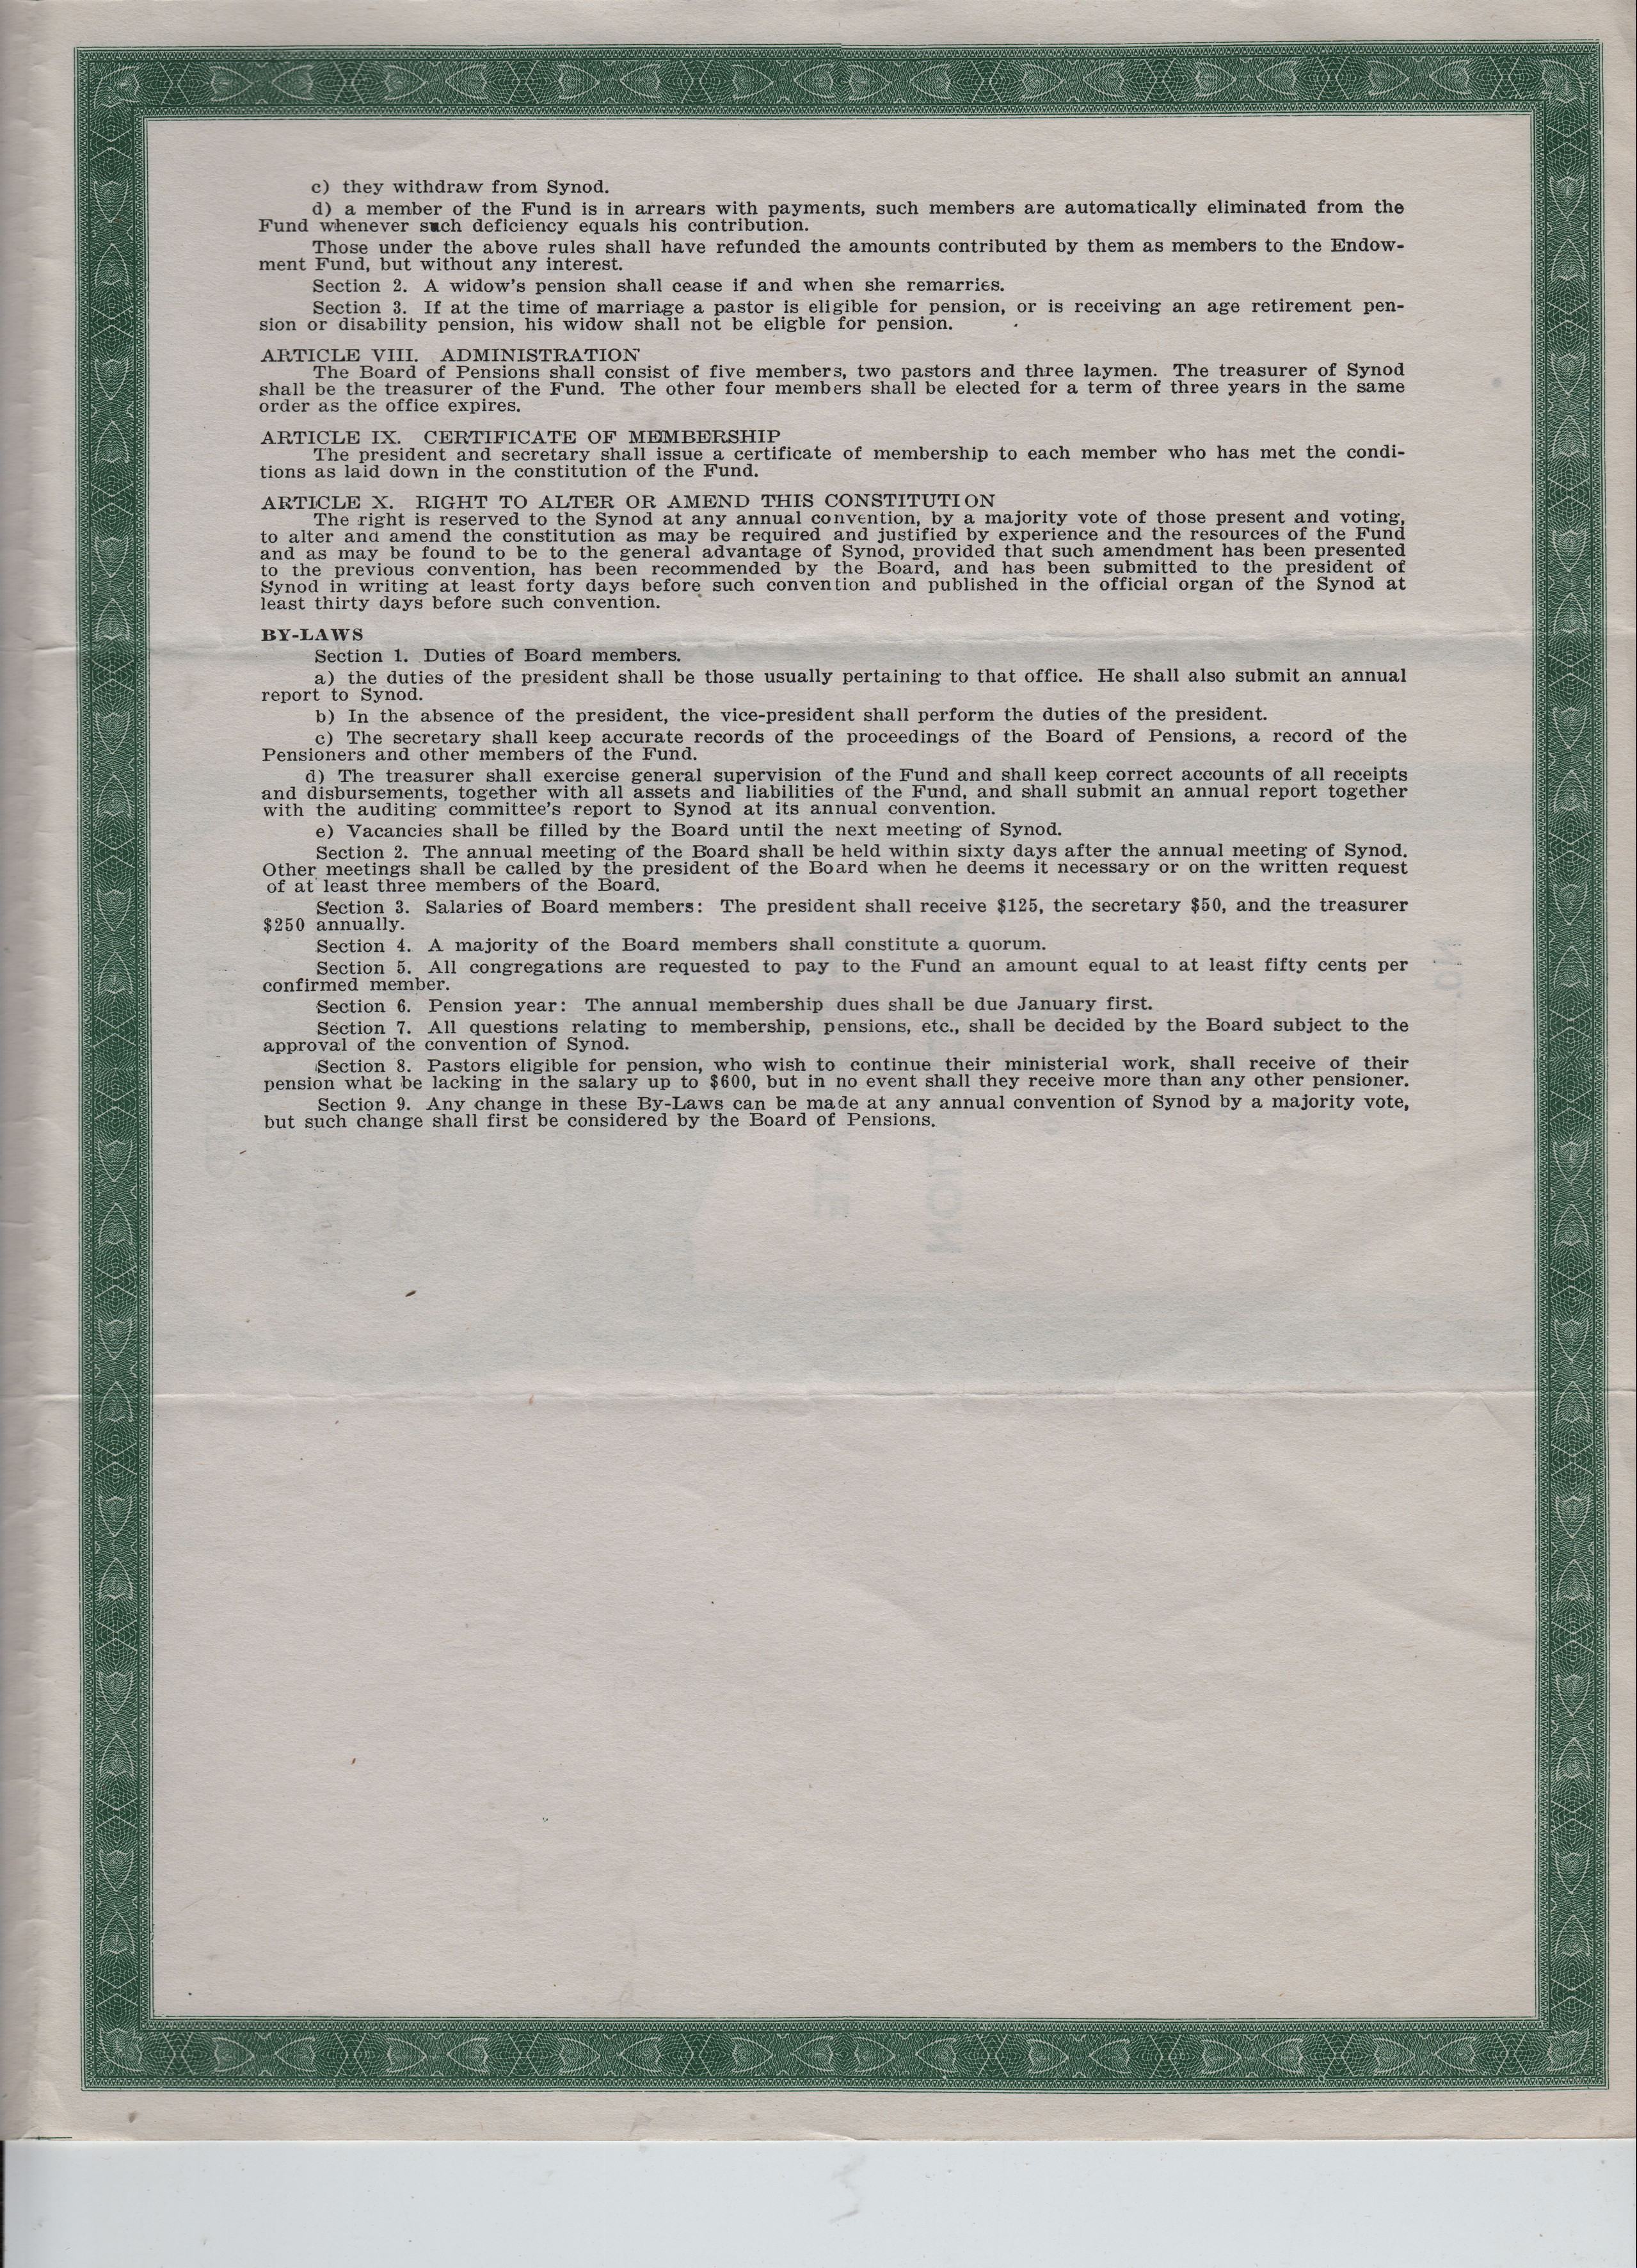 c) they withdraw from Synod.
d) a member of the Fund is in arrears with payments, such members are automatically eliminated from the
Fund whenever such deficiency equals his contribution.
Those under the above rules shall have refunded the amounts contributed by them as members to the Endow-
ment Fund, but without any interest.
Section 2. A widow's pension shall cease if and when she remarries.
Section 3. If at the time of marriage a pastor is eligible for pension, or is receiving an age retirement pen-
sion or disability pension, his widow shall not be eligble for pension.
ARTICLE VIII. ADMINISTRATION
The Board of Pensions shall consist of five members, two pastors and three laymen. The treasurer of Synod
shall be the treasurer of the Fund. The other four members shall be elected for a term of three years in the same
order as the office expires.
ARTICLE IX. CERTIFICATE OF MEMBERSHIP
The president and secretary shall issue a certificate of membership to each member who has met the condi-
tions as laid down in the constitution of the Fund.
ARTICLE X. RIGHT TO ALTER OR AMEND THIS CONSTITUTION
The right is reserved to the Synod at any annual convention, by a majority vote of those present and voting,
to alter and amend the constitution as may be required and justified by experience and the resources of the Fund
and as may be found to be to the general advantage of Synod, provided that such amendment has been presented
to the previous convention, has been recommended by the Board, and has been submitted to the president of
Synod in writing at least forty days before such convention and published in the official organ of the Synod at
least thirty days before such convention.
BY-LAWS
Section 1. Duties of Board members.
a) the duties of the president shall be those usually pertaining to that office. He shall also submit an annual
report to Synod.
b) In the absence of the president, the vice-president shall perform the duties of the president.
c) The secretary shall keep accurate records of the proceedings of the Board of Pensions, a record of the
Pensioners and other members of the Fund.
d) The treasurer shall exercise general supervision of the Fund and shall keep correct accounts of all receipts
and disbursements, together with all assets and liabilities of the Fund, and shall submit an annual report together
with the auditing committee's report to Synod at its annual convention.
e) Vacancies shall be filled by the Board until the next meeting of Synod.
Section 2. The annual meeting of the Board shall be held within sixty days after the annual meeting of Synod.
Other meetings shall be called by the president of the Board when he deems it necessary or on the written request
of at least three members of the Board.
Section 3. Salaries of Board members: The president shall receive $125, the secretary $50, and the treasurer
$250 annually.
Section 4. A majority of the Board members shall constitute a quorum.
Section 5. All congregations are requested to pay to the Fund an amount equal to at least fifty cents per
confirmed member.
Section 6. Pension year: The annual membership dues shall be due January first.
Section 7. All questions relating to membership, pensions, etc., shall be decided by the Board subject to the
approval of the convention of Synod.
Section 8. Pastors eligible for pension, who wish to continue their ministerial work, shall receive of their
pension what be lacking in the salary up to $600, but in no event shall they receive more than any other pensioner.
Section 9. Any change in these By-Laws can be made at any annual convention of Synod by a majority vote,
but such change shall first be considered by the Board of Pensions.